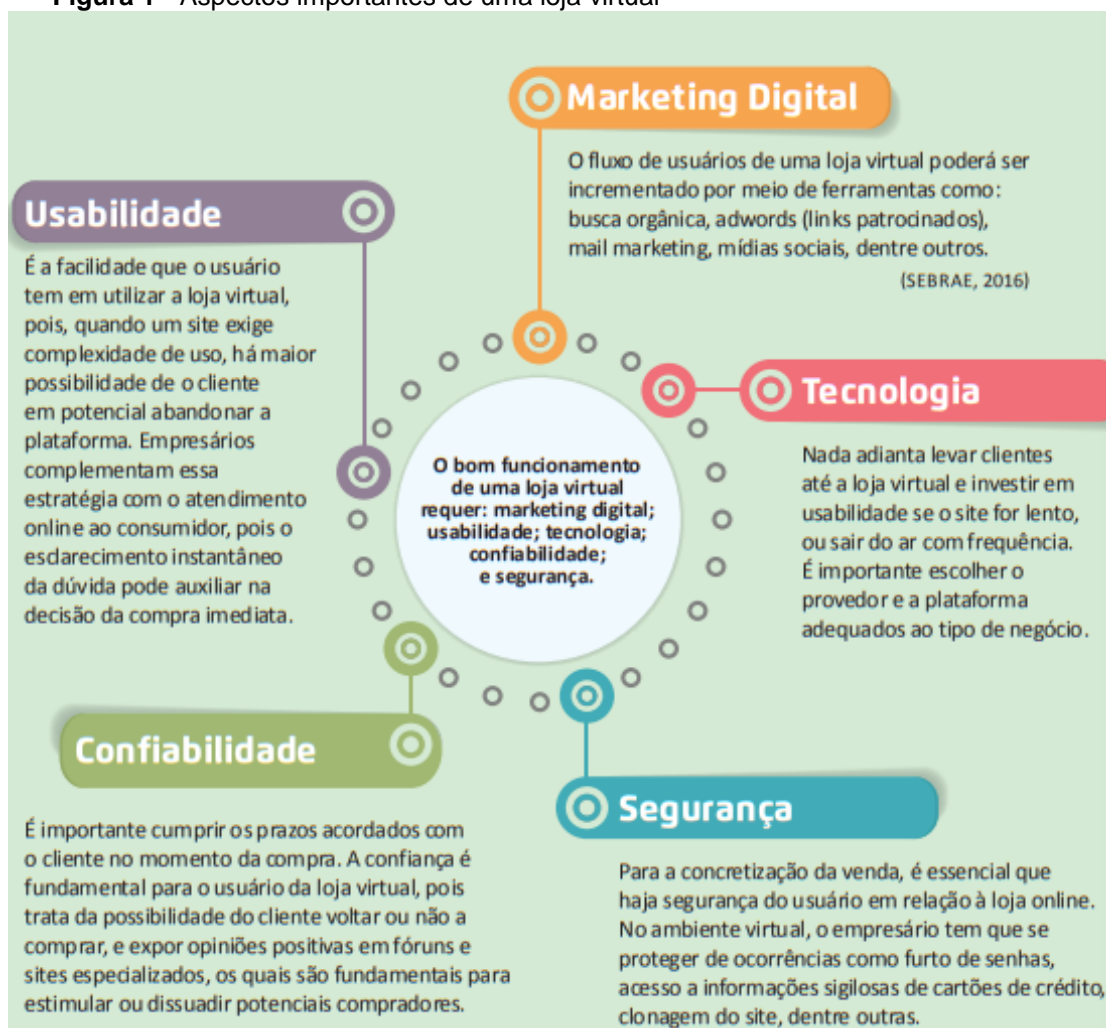 Figura 1 - Aspectos importantes de uma loja virtual
Marketing Digital
O fluxo de usuários de uma loja virtual poderá ser
incrementado por meio de ferramentas como:
busca orgânica, adwords (links patrocinados),
mail marketing, mídias sociais, dentre outros.
(SEBRAE, 2016)
Usabilidade
É a facilidade que o usuário
tem em utilizar a loja virtual,
pois, quando um site exige
complexidade de uso, há maior
possibilidade de o cliente
em potencial abandonar a
plataforma. Empresários
complementam essa
estratégia com o atendimento
online ao consumidor, pois o
esclarecimento instantâneo
da dúvida pode auxiliar na
decisão da compra imediata.
Tecnologia
Nada adianta levar clientes
até a loja virtual e investir em
usabilidade se o site for lento,
ou sair do ar com frequência.
É importante escolher o
provedor e a plataforma
adequados ao tipo de negócio.
O bom funcionamento
de uma loja virtual
requer: marketing digital;
usabilidade; tecnologia;
confiabilidade;
e segurança.
Confiabilidade
É importante cumprir os prazos acordados com
o cliente no momento da compra. A confiança é
fundamental para o usuário da loja virtual, pois
trata da possibilidade do cliente voltar ou não a
comprar, e expor opiniões positivas em fóruns e
sites especializados, os quais são fundamentais para
estimular ou dissuadir potenciais compradores.
Segurança
Para a concretização da venda, é essencial que
haja segurança do usuário em relação à loja online.
No ambiente virtual, o empresário tem que se
proteger de ocorrências como furto de senhas,
acesso a informações sigilosas de cartões de crédito,
clonagem do site, dentre outras.